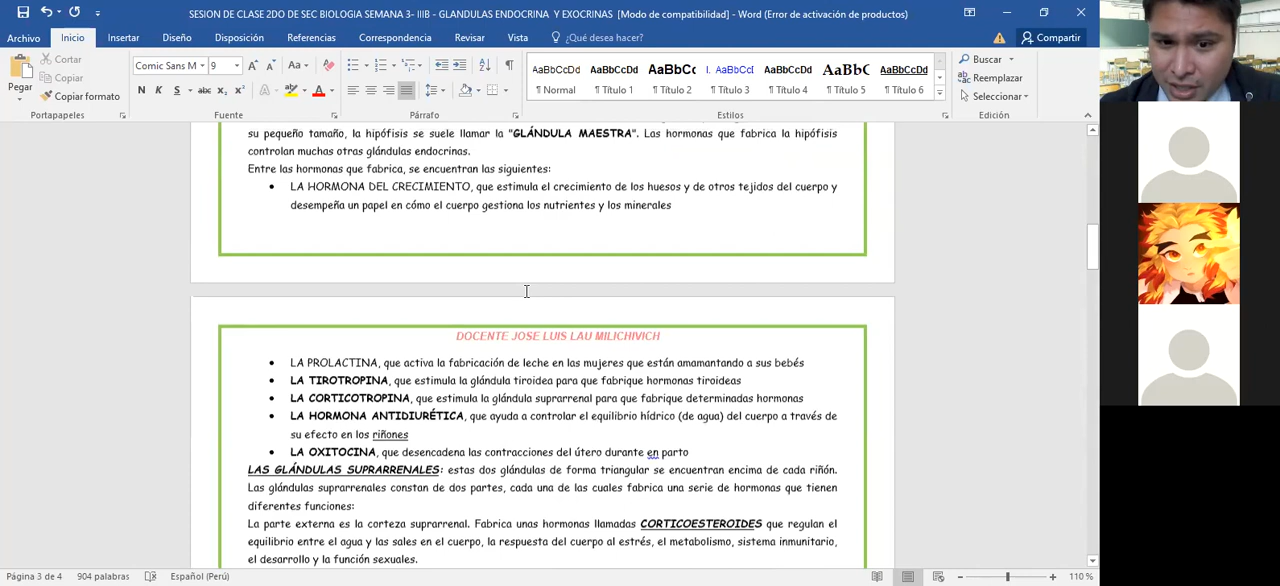 SESION DE CLASE 2DO DE SEC BIOLOGIA SEMANA 3- IIIB - GLANDULAS ENDOCRINA Y EXOCRINAS [Modo de compatibilidad] - Word (Error de activación de productos)
Archivo Inicio Insertar Diseño Disposición Referencias Correspondencia Revisar Vista ¿Qué desea hacer? Compartir
Pegar
Cortar
Copiar
Copiar formato
Portapapeles
Comic Sans M 9
N K S abc x₂ x²
Fuente
Párrafo
AaBbCcDd AaBbCcDd AaBbCc I. AaBbCcI AaBbCcDd AaBbC AaBbCcDd
¶ Normal ¶ Título 1 ¶ Título 2 ¶ Título 3 ¶ Título 4 ¶ Título 5 ¶ Título 6
Estilos
Buscar
Reemplazar
Seleccionar
Edición
su pequeño tamaño, la hipófisis se suele llamar la "GLÁNDULA MAESTRA". Las hormonas que fabrica la hipófisis
controlan muchas otras glándulas endocrinas.
Entre las hormonas que fabrica, se encuentran las siguientes:
• LA HORMONA DEL CRECIMIENTO, que estimula el crecimiento de los huesos y de otros tejidos del cuerpo y
desempeña un papel en cómo el cuerpo gestiona los nutrientes y los minerales
DOCENTE JOSE LUIS LAU MILICHIVICH
• LA PROLACTINA, que activa la fabricación de leche en las mujeres que están amamantando a sus bebés
• LA TIROTROPINA, que estimula la glándula tiroidea para que fabrique hormonas tiroideas
• LA CORTICOTROPINA, que estimula la glándula suprarrenal para que fabrique determinadas hormonas
• LA HORMONA ANTIDIURÉTICA, que ayuda a controlar el equilibrio hídrico (de agua) del cuerpo a través de
su efecto en los riñones
• LA OXITOCINA, que desencadena las contracciones del útero durante en parto
LAS GLÁNDULAS SUPRARRENALES: estas dos glándulas de forma triangular se encuentran encima de cada riñón.
Las glándulas suprarrenales constan de dos partes, cada una de las cuales fabrica una serie de hormonas que tienen
diferentes funciones:
La parte externa es la corteza suprarrenal. Fabrica unas hormonas llamadas CORTICOESTEROIDES que regulan el
equilibrio entre el agua y las sales en el cuerpo, la respuesta del cuerpo al estrés, el metabolismo, sistema inmunitario,
el desarrollo y la función sexuales.
Página 3 de 4 904 palabras Español (Perú) 110 %